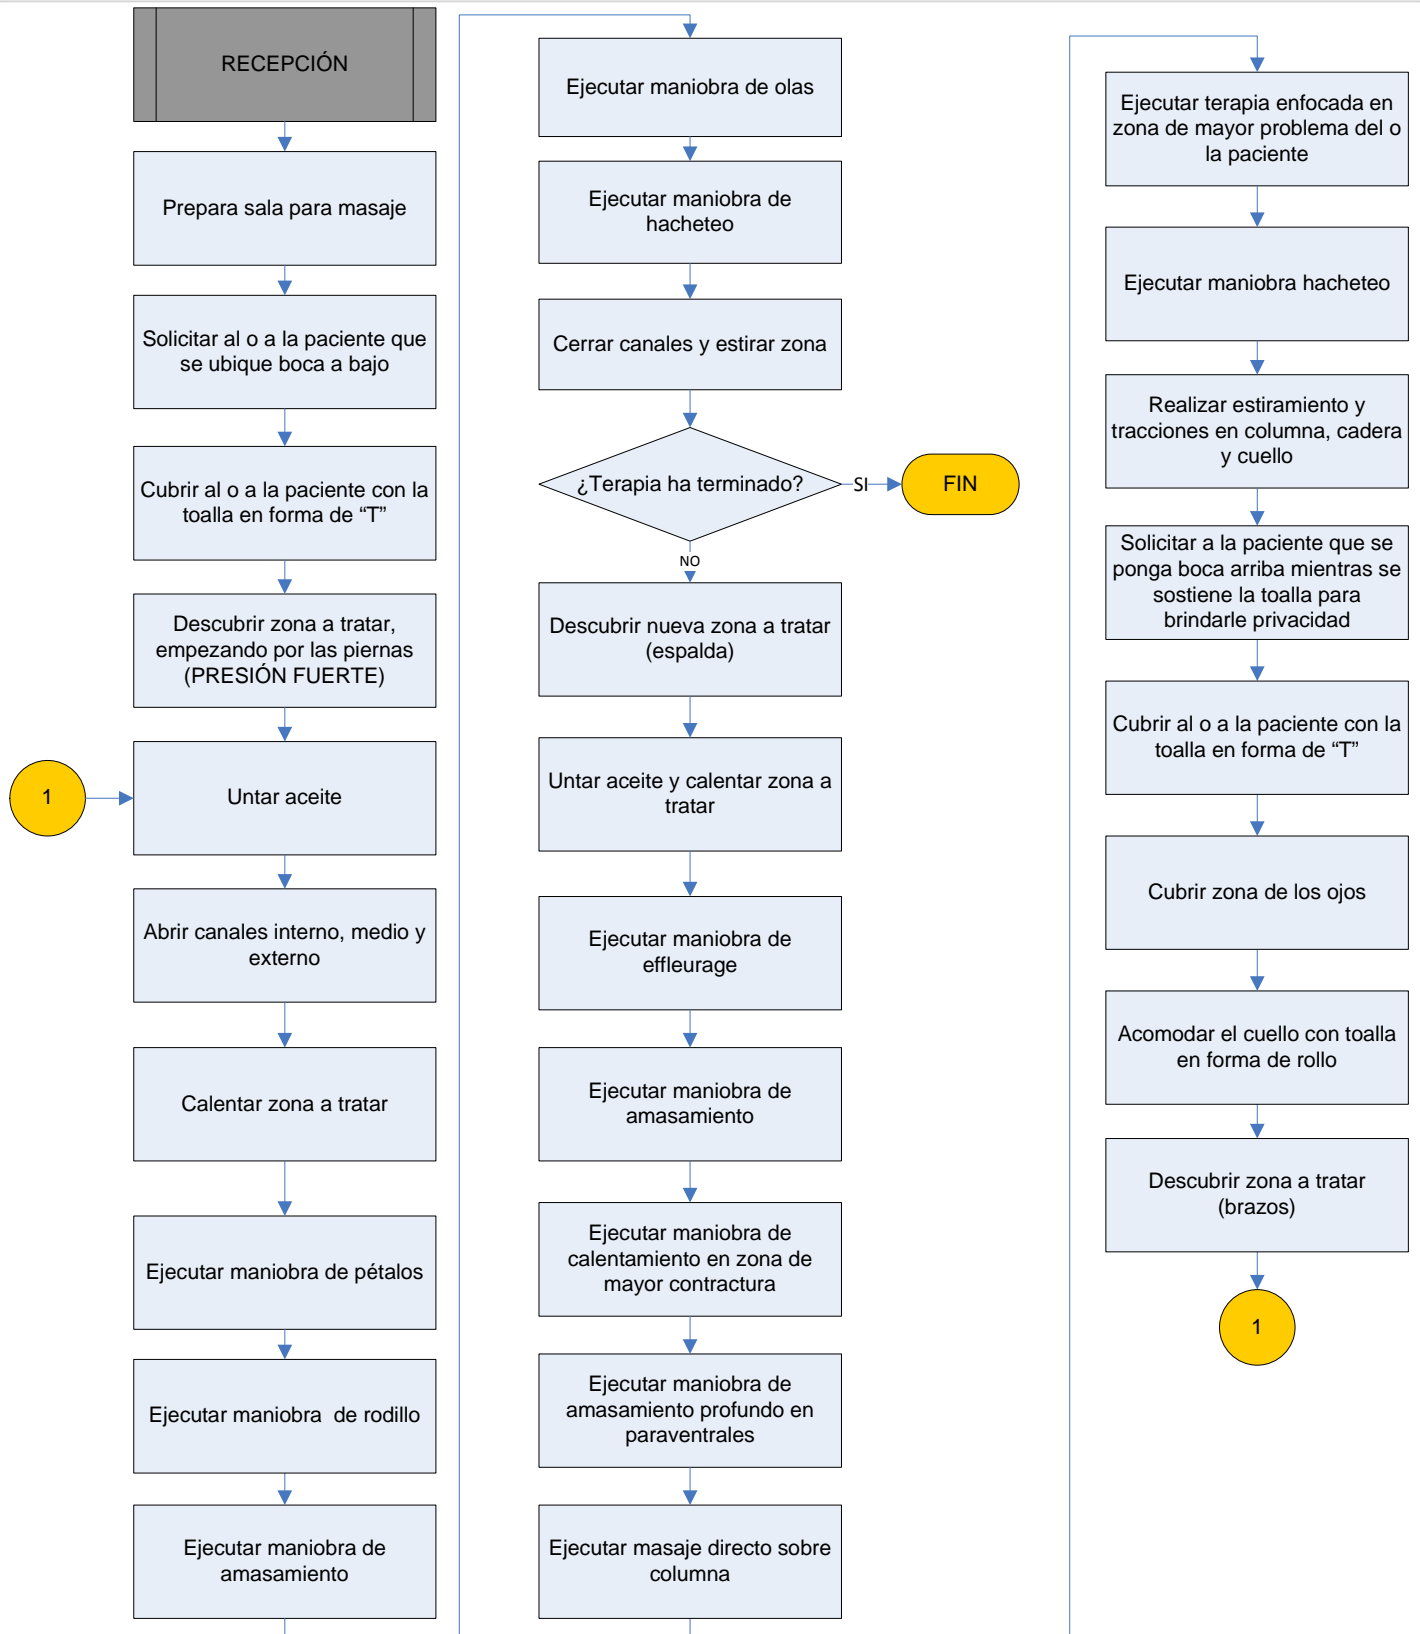 RECEPCIÓN
Prepara sala para masaje
Solicitar al o a la paciente que
se ubique boca a bajo
Cubrir al o a la paciente con la
toalla en forma de “T”
Descubrir zona a tratar,
empezando por las piernas
(PRESIÓN FUERTE)
1
Untar aceite
Abrir canales interno, medio y
externo
Calentar zona a tratar
Ejecutar maniobra de pétalos
Ejecutar maniobra  de rodillo
Ejecutar maniobra de
amasamiento
Ejecutar maniobra de olas
Ejecutar maniobra de
hacheteo
Cerrar canales y estirar zona
¿Terapia ha terminado?
SI
FIN
NO
Descubrir nueva zona a tratar
(espalda)
Untar aceite y calentar zona a
tratar
Ejecutar maniobra de
effleurage
Ejecutar maniobra de
amasamiento
Ejecutar maniobra de
calentamiento en zona de
mayor contractura
Ejecutar maniobra de
amasamiento profundo en
paraventrales
Ejecutar masaje directo sobre
columna
Ejecutar terapia enfocada en
zona de mayor problema del o
la paciente
Ejecutar maniobra hacheteo
Realizar estiramiento y
tracciones en columna, cadera
y cuello
Solicitar a la paciente que se
ponga boca arriba mientras se
sostiene la toalla para
brindarle privacidad
Cubrir al o a la paciente con la
toalla en forma de “T”
Cubrir zona de los ojos
Acomodar el cuello con toalla
en forma de rollo
Descubrir zona a tratar
(brazos)
1